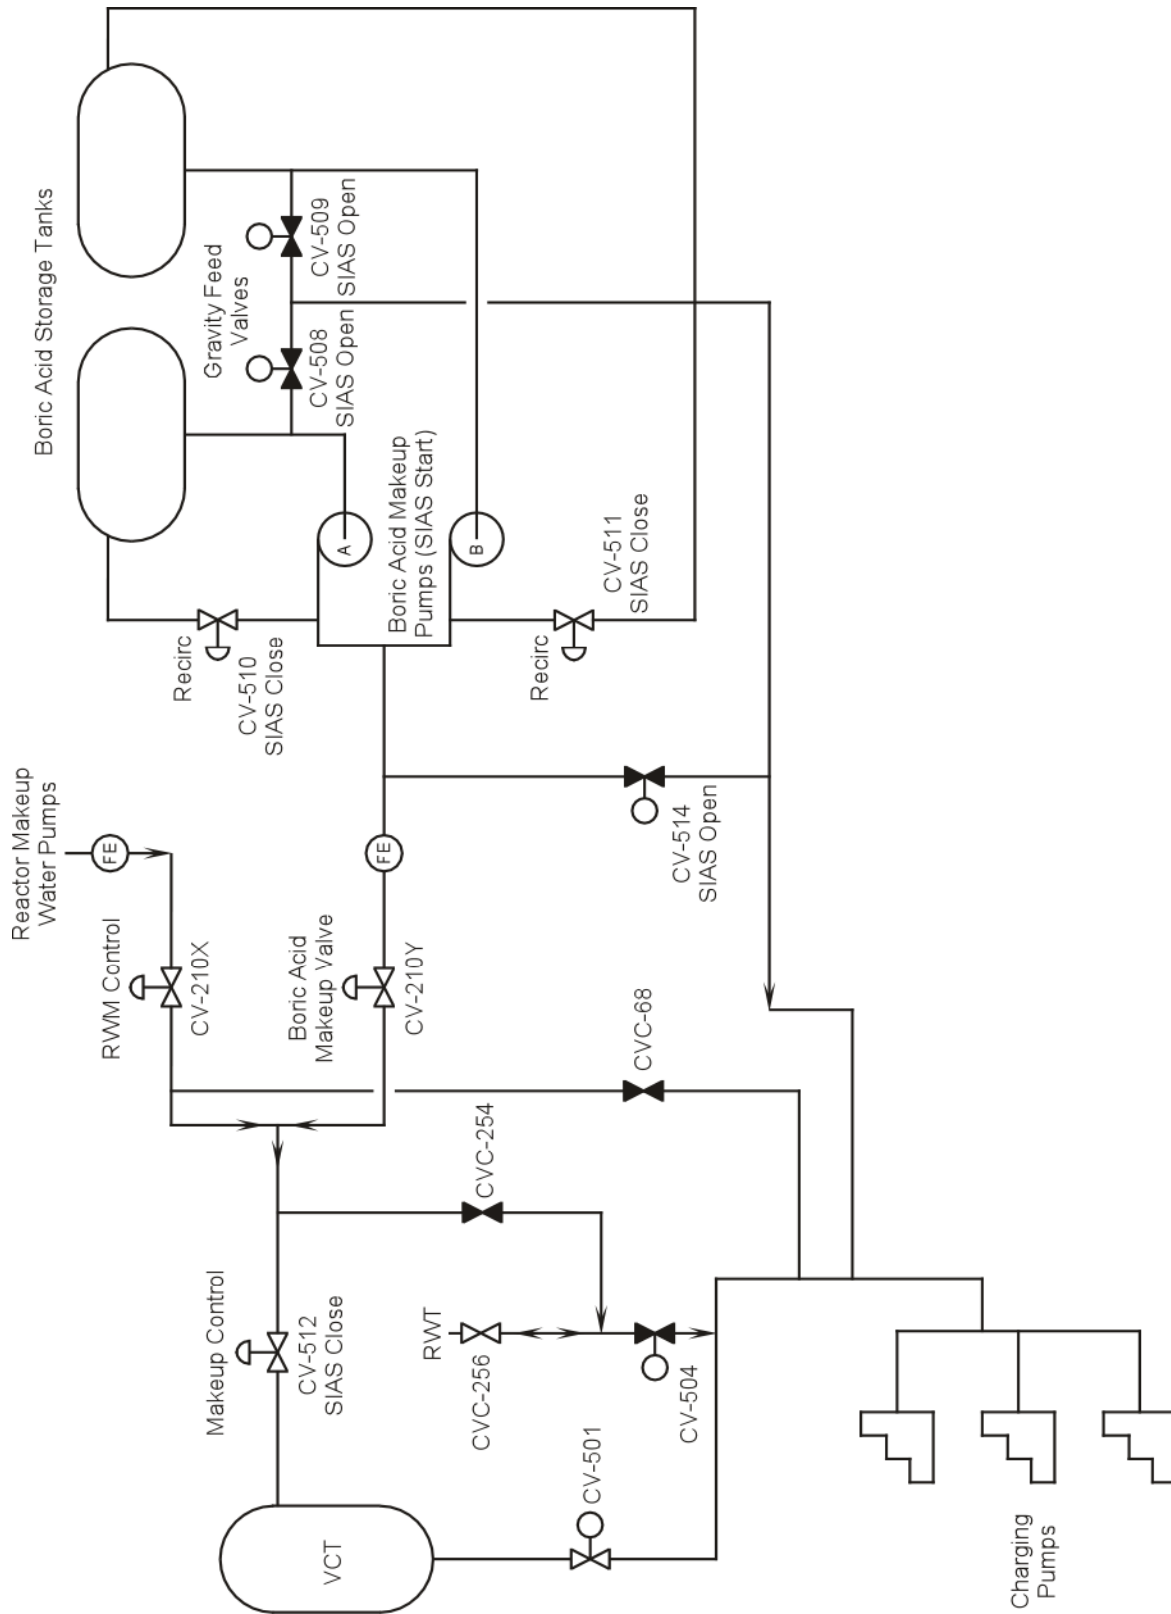 Boric Acid Storage Tanks
Reactor Makeup
Water Pumps
FE
RWM Control
CV-210X
Recirc
CV-510
SIAS Close
Gravity Feed
Valves
CV-508
SIAS Open
CV-509
SIAS Open
A
Boric Acid Makeup
Pumps (SIAS Start)
B
Boric Acid
Makeup Valve
CV-210Y
FE
Recirc
CV-511
SIAS Close
CV-514
SIAS Open
Makeup Control
CV-512
SIAS Close
CVC-254
CVC-68
RWT
CVC-256
CV-504
VCT
CV-501
Charging
Pumps